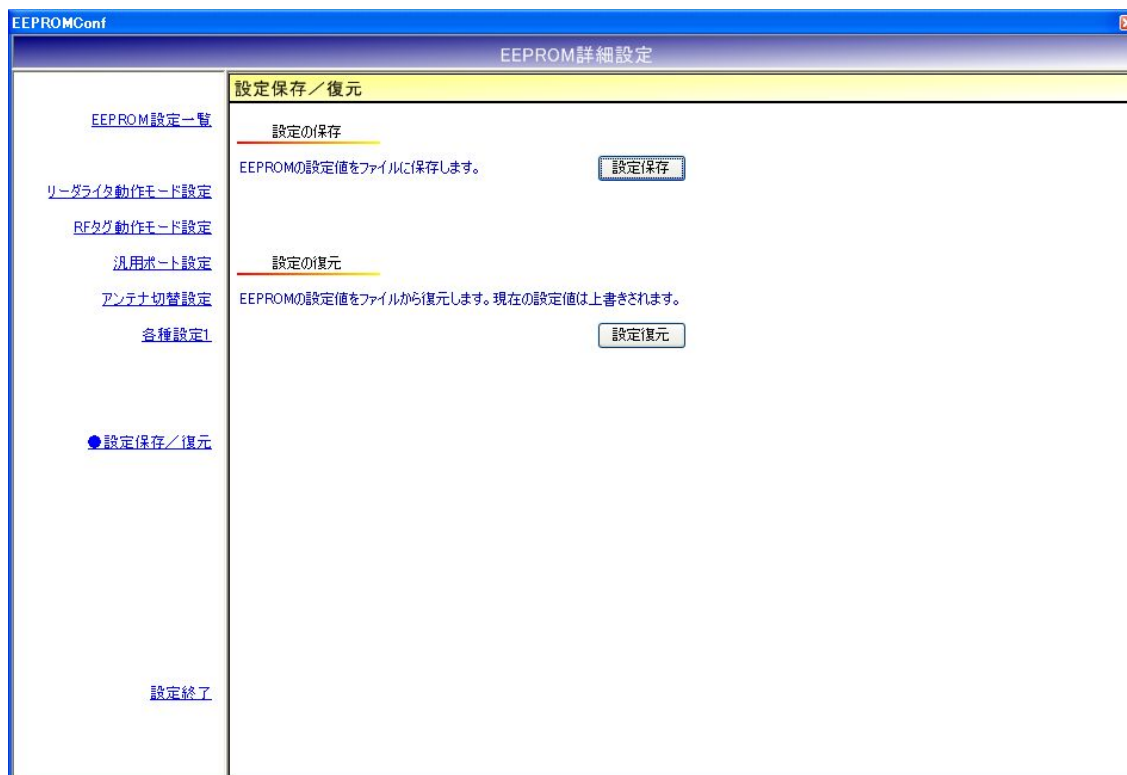 EEPROMConf
EEPROM詳細設定
EEPROM設定一覧
リーダライタ動作モード設定
RFタグ動作モード設定
汎用ポート設定
アンテナ切替設定
各種設定1
●設定保存／復元
設定終了
設定保存／復元
設定の保存
EEPROMの設定値をファイルに保存します。
設定保存
設定の復元
EEPROMの設定値をファイルから復元します。現在の設定値は上書きされます。
設定復元